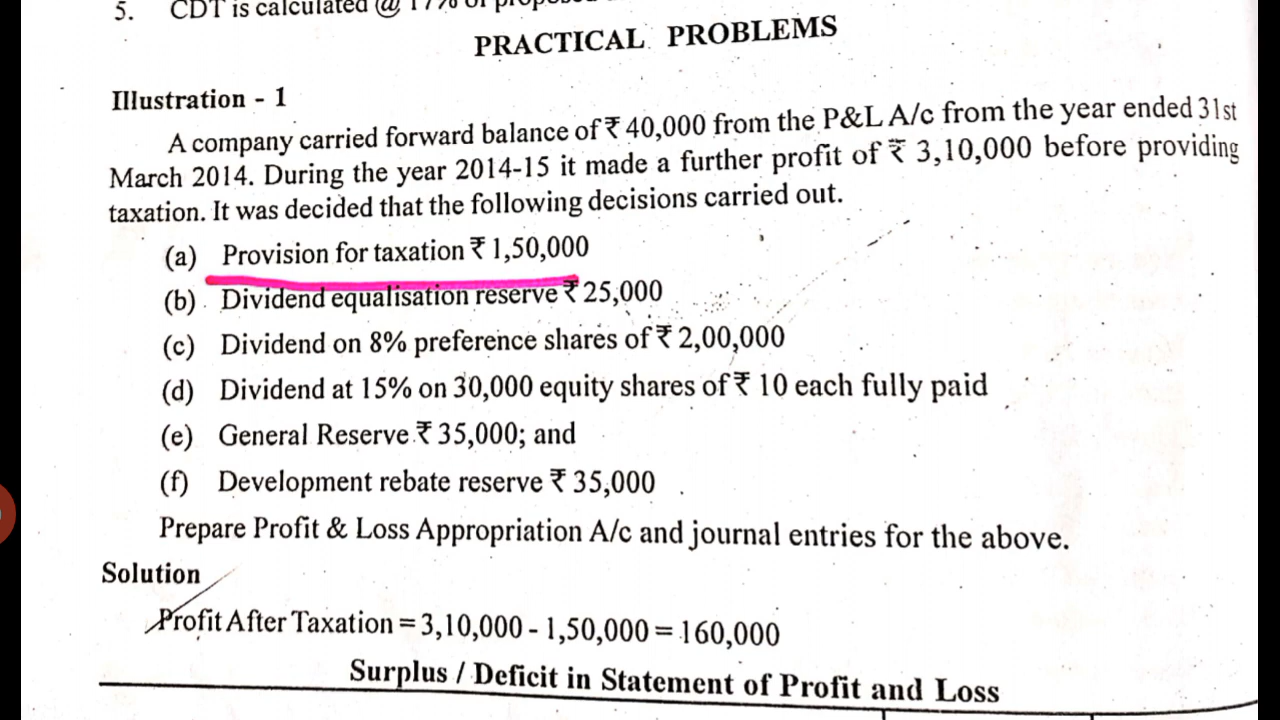 5. CDT is calculated @ 17% of
PRACTICAL PROBLEMS
Illustration - 1
A company carried forward balance of ₹ 40,000 from the P&L A/c from the year ended 31st
March 2014. During the year 2014-15 it made a further profit of ₹ 3,10,000 before providing
taxation. It was decided that the following decisions carried out.
(a) Provision for taxation ₹ 1,50,000
(b) Dividend equalisation reserve ₹ 25,000
(c) Dividend on 8% preference shares of ₹ 2,00,000
(d) Dividend at 15% on 30,000 equity shares of ₹ 10 each fully paid
(e) General Reserve ₹ 35,000; and
(f) Development rebate reserve ₹ 35,000
Prepare Profit & Loss Appropriation A/c and journal entries for the above.
Solution
Profit After Taxation = 3,10,000 - 1,50,000 = 160,000
Surplus / Deficit in Statement of Profit and Loss